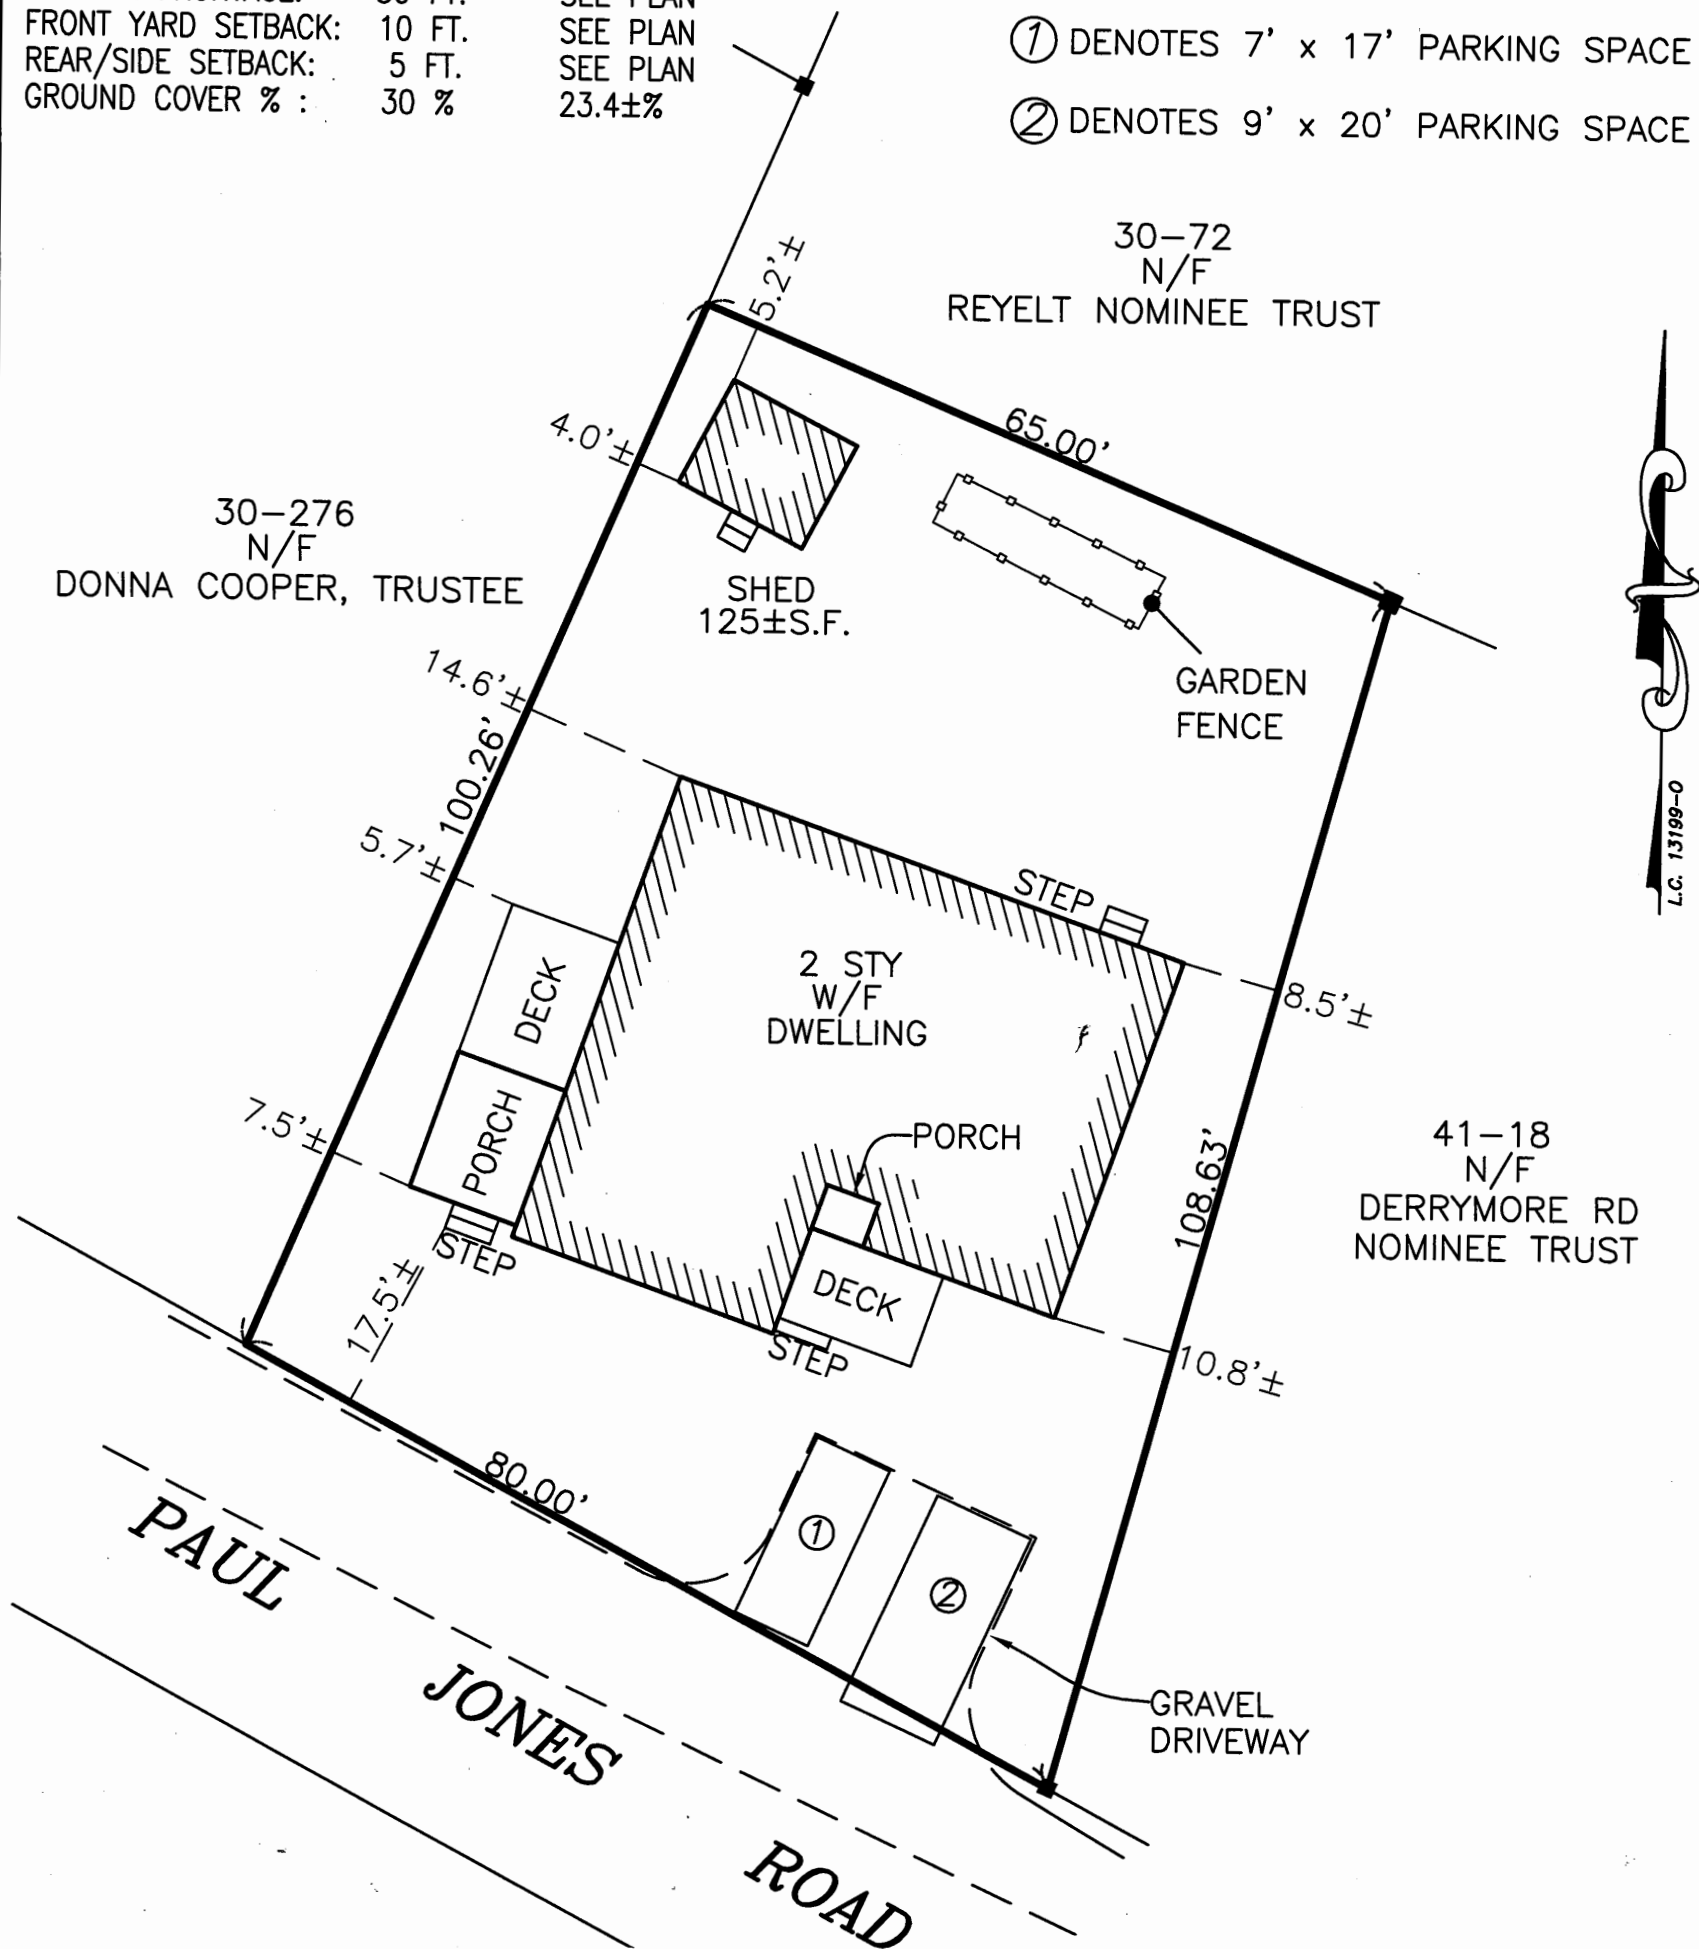 FRONT YARD SETBACK: 10 FT. SEE PLAN
REAR/SIDE SETBACK: 5 FT. SEE PLAN
GROUND COVER % : 30 % 23.4±%
① DENOTES 7' x 17' PARKING SPACE
② DENOTES 9' x 20' PARKING SPACE
30-72
N/F
REYELT NOMINEE TRUST
5.2'±
65.00'
4.0'±
30-276
N/F
DONNA COOPER, TRUSTEE
SHED
125±S.F.
GARDEN
FENCE
14.6'±
100.26'
5.7'±
L.C. 13199-O
STEP
2 STY
W/F
DWELLING
DECK
8.5'±
PORCH
7.5'±
PORCH
108.63'
41-18
N/F
DERRYMORE RD
NOMINEE TRUST
STEP
17.5'±
DECK
STEP
10.8'±
80.00'
①
②
GRAVEL
DRIVEWAY
PAUL
JONES
ROAD